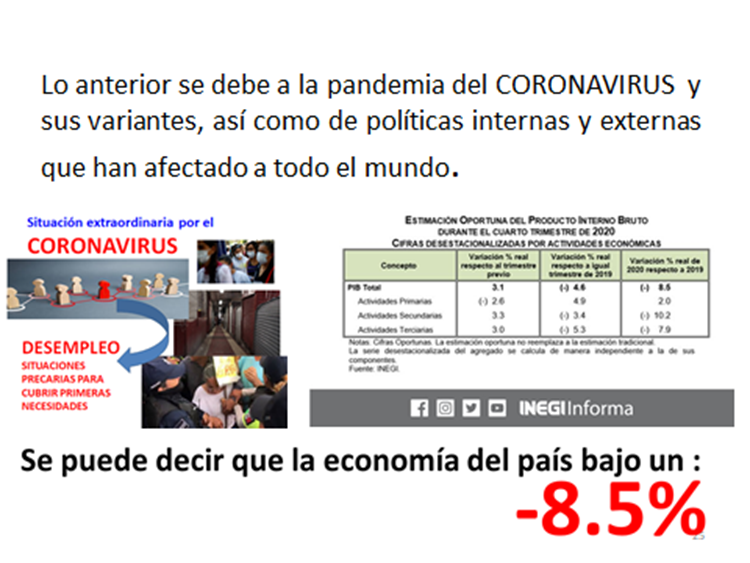 Lo anterior se debe a la pandemia del CORONAVIRUS y
sus variantes, así como de políticas internas y externas
que han afectado a todo el mundo.
Situación extraordinaria por el
CORONAVIRUS
DESEMPLEO
SITUACIONES
PRECARIAS PARA
CUBRIR PRIMERAS
NECESIDADES
ESTIMACIÓN OPORTUNA DEL PRODUCTO INTERNO BRUTO
DURANTE EL CUARTO TRIMESTRE DE 2020
CIFRAS DESESTACIONALIZADAS POR ACTIVIDADES ECONÓMICAS
Concepto
Variación % real
respecto al trimestre
previo
Variación % real
respecto a igual
trimestre de 2019
Variación % real de
2020 respecto a 2019
PIB Total 3.1 (-) 4.6 (-) 8.5
Actividades Primarias (-) 2.6 4.9 2.0
Actividades Secundarias 3.3 (-) 3.4 (-) 10.2
Actividades Terciarias 3.0 (-) 5.3 (-) 7.9
Notas: Cifras Oportunas. La estimación oportuna no reemplaza a la estimación tradicional.
La serie desestacionalizada del agregado se calcula de manera independiente a la de sus
componentes.
Fuente: INEGI.
INEGI Informa
Se puede decir que la economía del país bajo un :
-8.5%